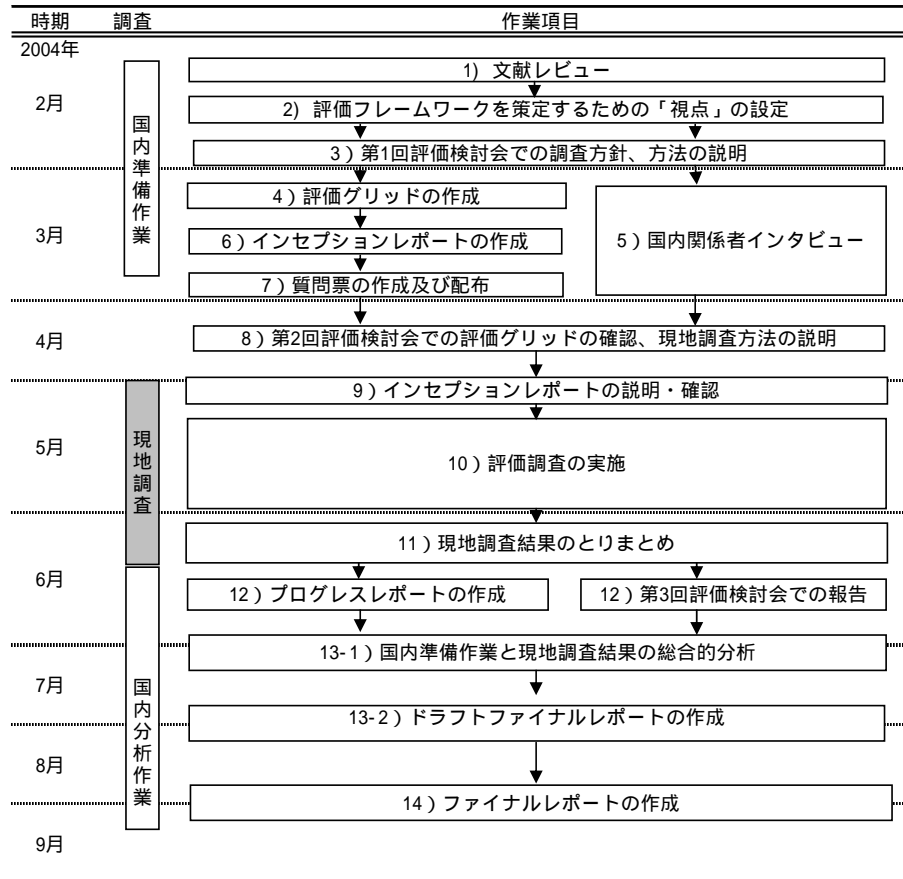 時期 調査 作業項目
2004年
1) 文献レビュー
2月
2) 評価フレームワークを策定するための「視点」の設定
国内準備作業
3）第1回評価検討会での調査方針、方法の説明
4）評価グリッドの作成
3月
6）インセプションレポートの作成
5）国内関係者インタビュー
7）質問票の作成及び配布
4月
8）第2回評価検討会での評価グリッドの確認、現地調査方法の説明
9）インセプションレポートの説明・確認
5月
現地調査
10）評価調査の実施
11）現地調査結果のとりまとめ
6月
12）プログレスレポートの作成
12）第3回評価検討会での報告
13-1）国内準備作業と現地調査結果の総合的分析
7月
国内分析作業
13-2）ドラフトファイナルレポートの作成
8月
14）ファイナルレポートの作成
9月